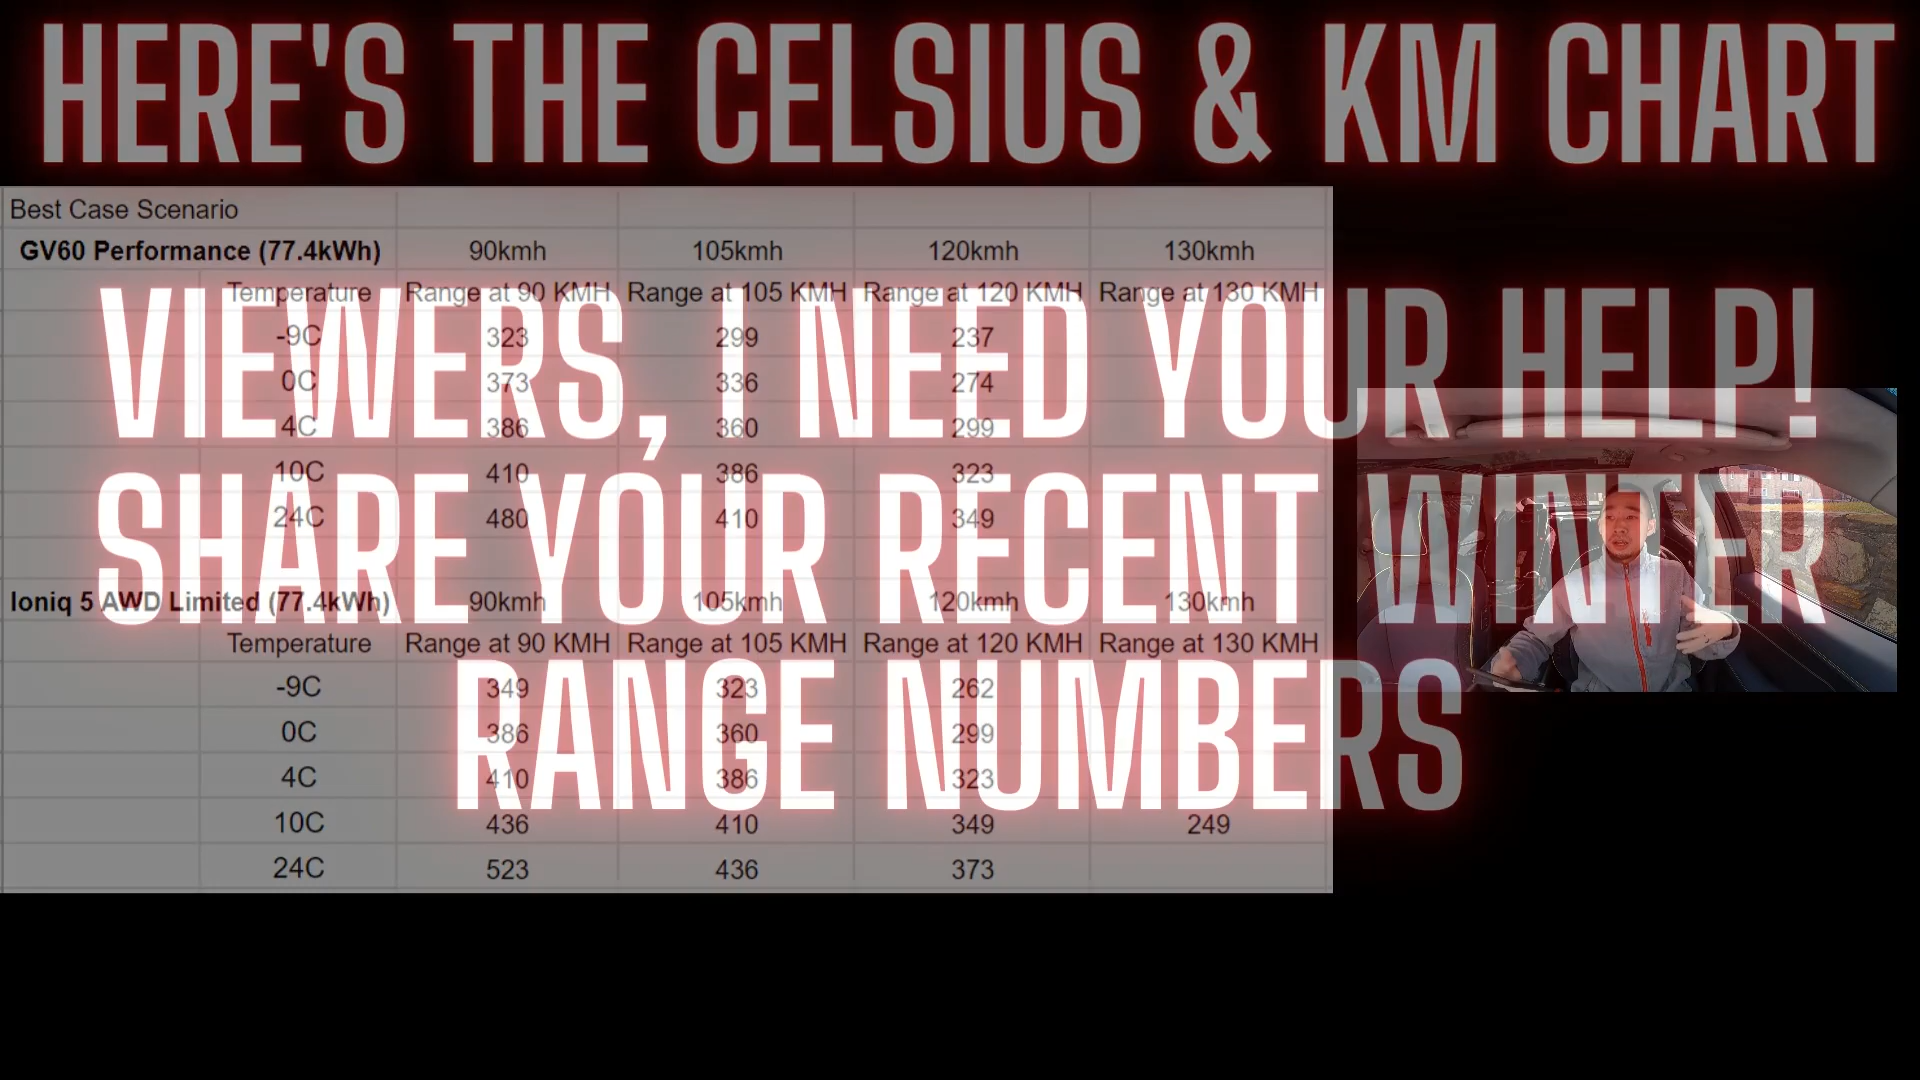 HERE'S THE CELSIUS & KM CHART
Best Case Scenario
GV60 Performance (77.4kWh) 90kmh 105kmh 120kmh 130kmh
Temperature Range at 90 KMH Range at 105 KMH Range at 120 KMH Range at 130 KMH
-9C 323 299 237
0C 373 336 274
4C 386 360 299
10C 410 386 323
24C 480 410 349
Ioniq 5 AWD Limited (77.4kWh) 90kmh 105kmh 120kmh 130kmh
Temperature Range at 90 KMH Range at 105 KMH Range at 120 KMH Range at 130 KMH
-9C 349 323 262
0C 386 360 299
4C 410 386 323
10C 436 410 349 249
24C 523 436 373
VIEWERS, I NEED YOUR HELP!
SHARE YOUR RECENT WINTER
RANGE NUMBERS